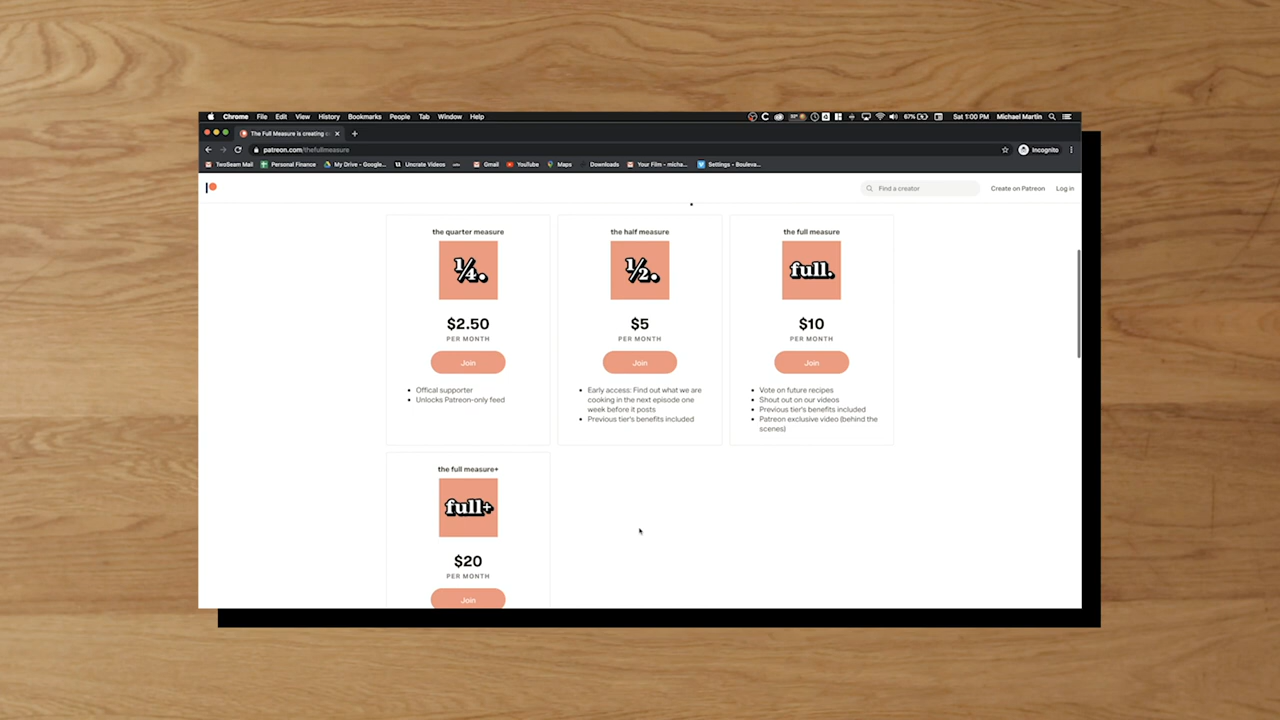 Chrome File Edit View History Bookmarks People Tab Window Help
67% Sat 1:00 PM Michael Martin
The Full Measure is creating c
patreon.com/thefullmeasure
Incognito
TwoSeam Mail Personal Finance My Drive - Google... Uncrate Videos Gmail YouTube Maps Downloads Your Film - micha... Settings - Bouleva...
Find a creator
Create on Patreon
Log in
the quarter measure
¼.
$2.50
PER MONTH
Join
Offical supporter
Unlocks Patreon-only feed
the half measure
½.
$5
PER MONTH
Join
Early access: Find out what we are
cooking in the next episode one
week before it posts
Previous tier's benefits included
the full measure
full.
$10
PER MONTH
Join
Vote on future recipes
Shout out on our videos
Previous tier's benefits included
Patreon exclusive video (behind the
scenes)
the full measure+
full+
$20
PER MONTH
Join